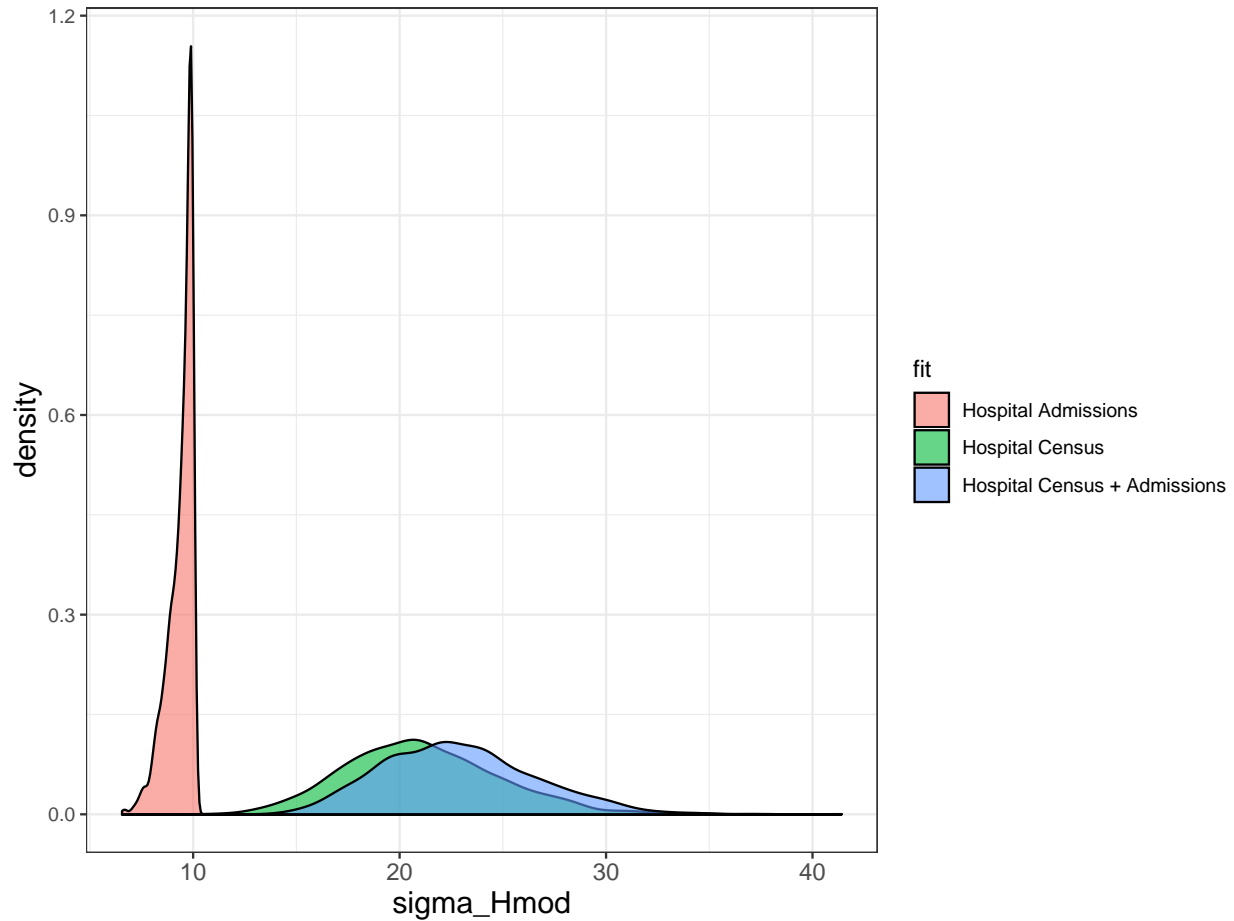 1.2
0.9
0.6
0.3
0.0
density
10
20
30
40
sigma_Hmod
fit
Hospital Admissions
Hospital Census
Hospital Census + Admissions